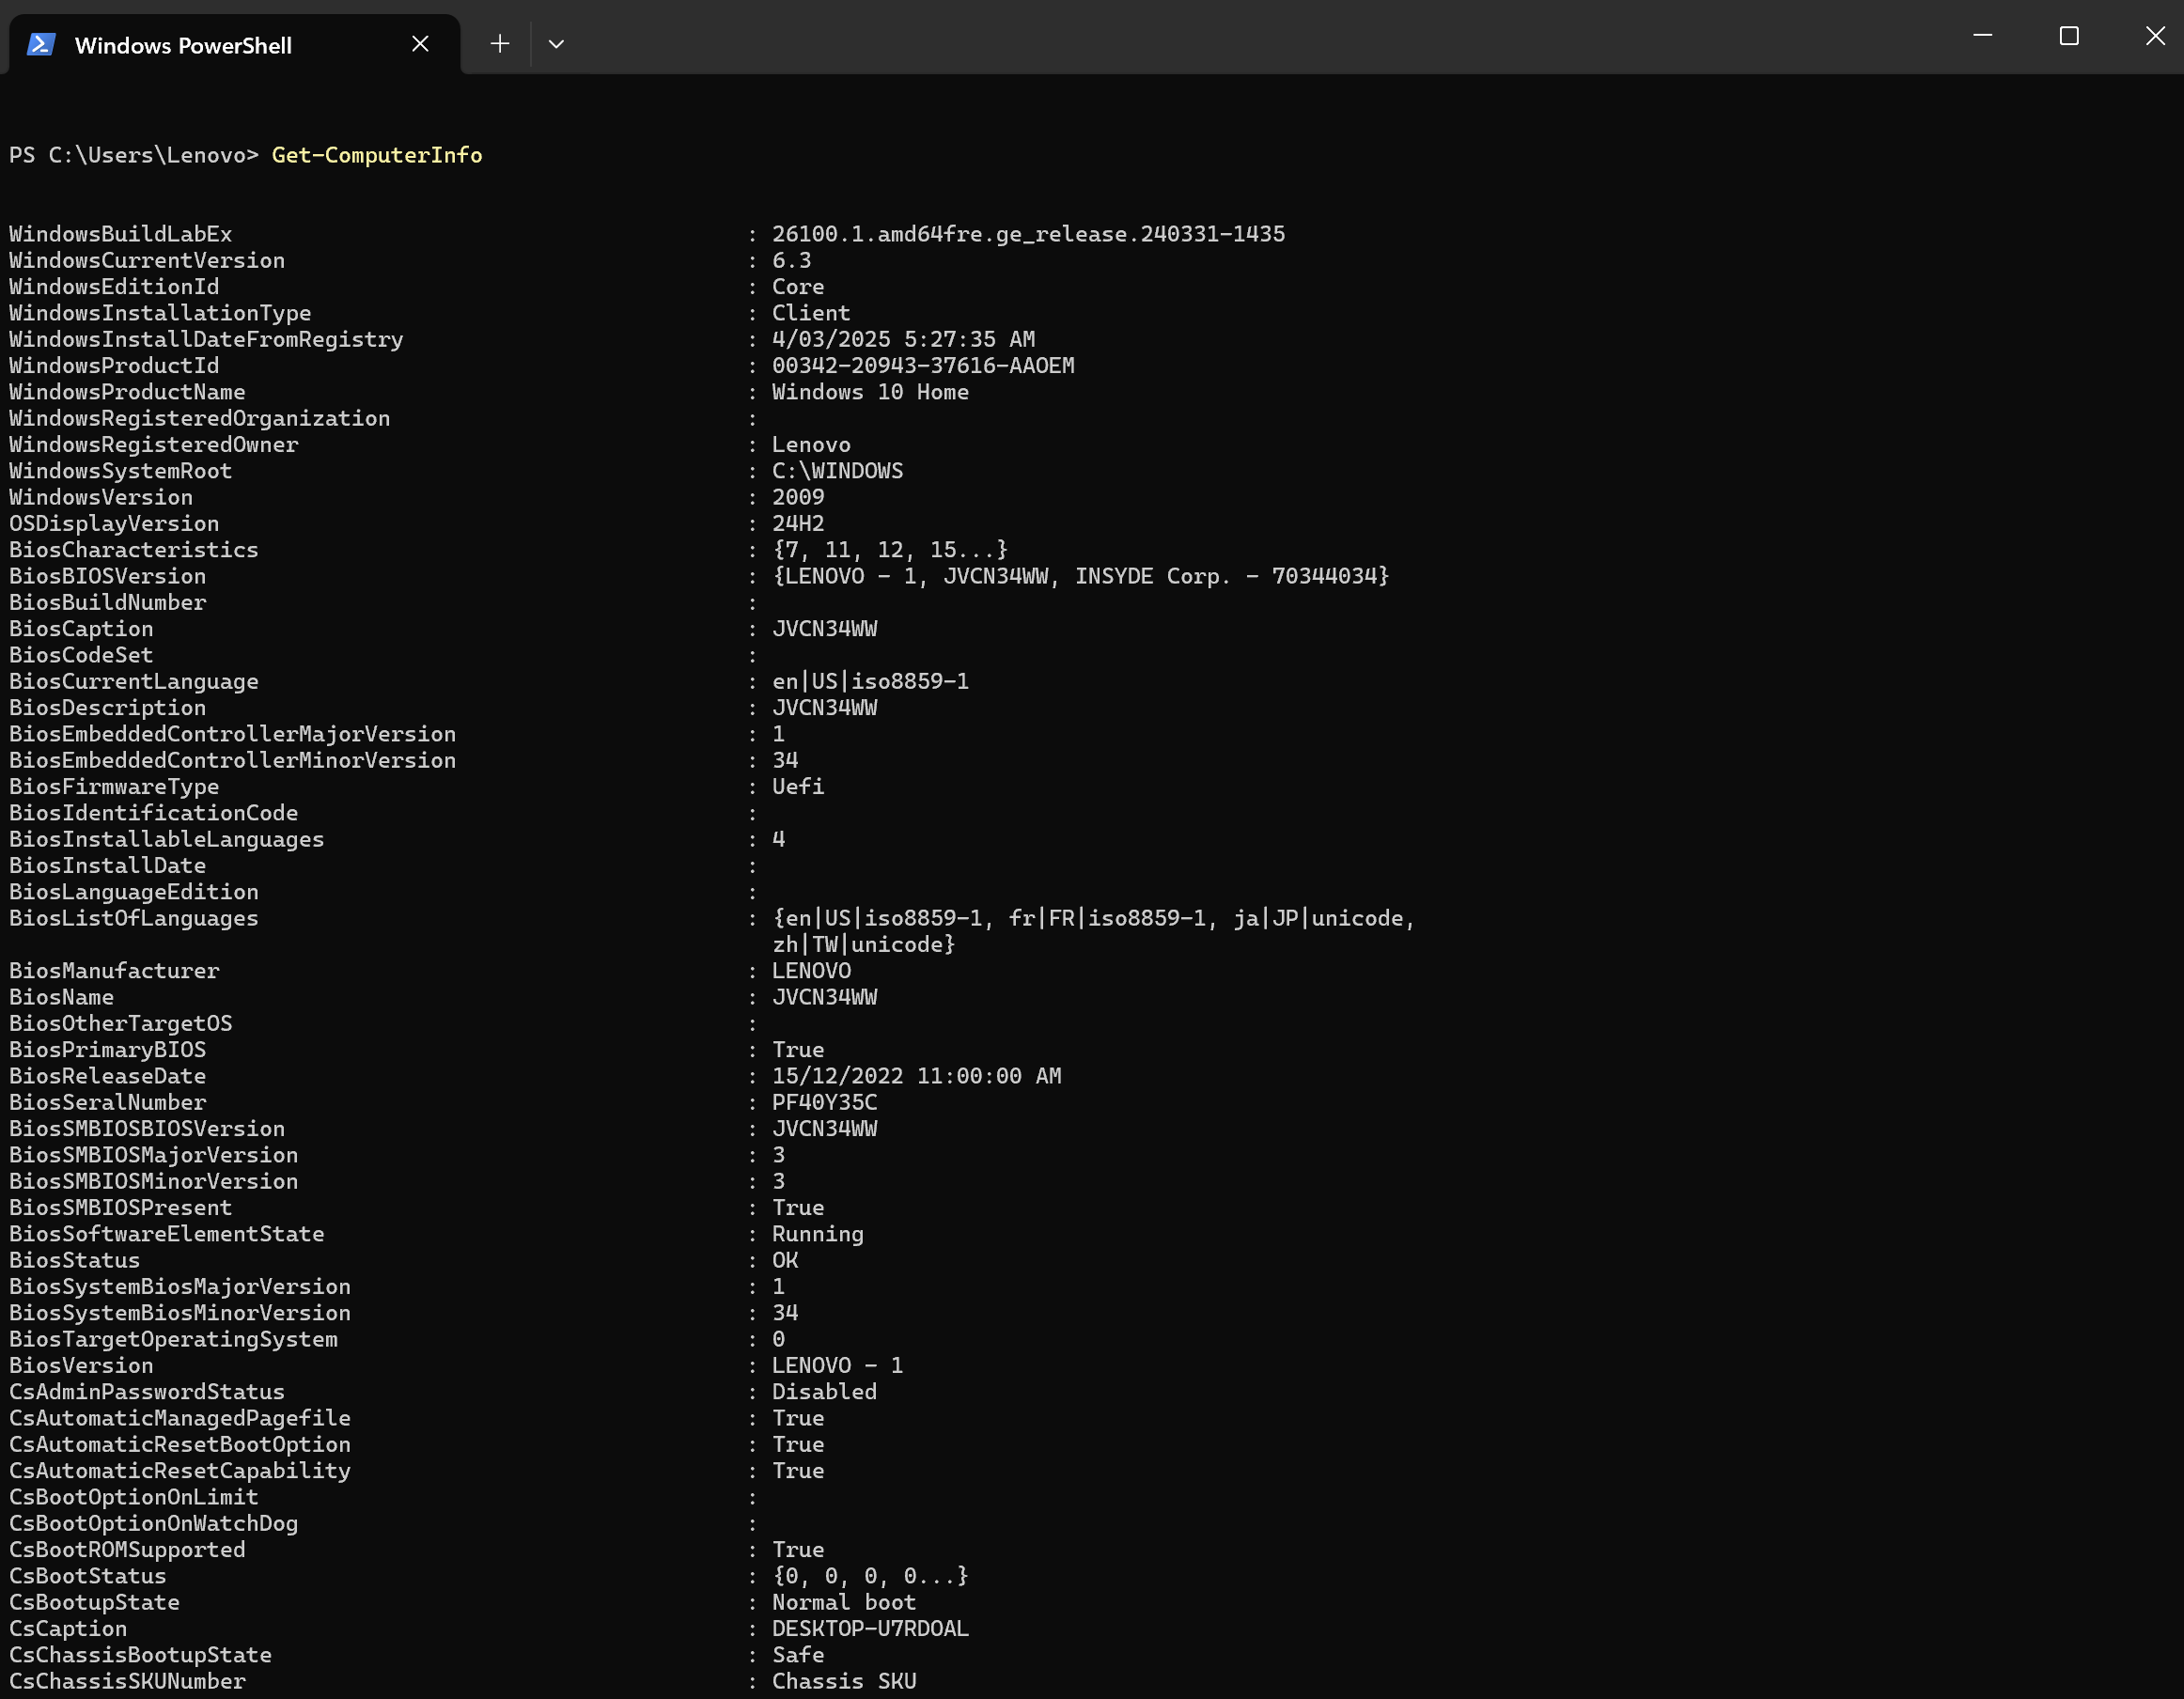 Windows PowerShell
PS C:\Users\Lenovo> Get-ComputerInfo
WindowsBuildLabEx : 26100.1.amd64fre.ge_release.240331-1435
WindowsCurrentVersion : 6.3
WindowsEditionId : Core
WindowsInstallationType : Client
WindowsInstallDateFromRegistry : 4/03/2025 5:27:35 AM
WindowsProductId : 00342-20943-37616-AAOEM
WindowsProductName : Windows 10 Home
WindowsRegisteredOrganization :
WindowsRegisteredOwner : Lenovo
WindowsSystemRoot : C:\WINDOWS
WindowsVersion : 2009
OSDisplayVersion : 24H2
BiosCharacteristics : {7, 11, 12, 15...}
BiosBIOSVersion : {LENOVO - 1, JVCN34WW, INSYDE Corp. - 70344034}
BiosBuildNumber :
BiosCaption : JVCN34WW
BiosCodeSet :
BiosCurrentLanguage : en|US|iso8859-1
BiosDescription : JVCN34WW
BiosEmbeddedControllerMajorVersion : 1
BiosEmbeddedControllerMinorVersion : 34
BiosFirmwareType : Uefi
BiosIdentificationCode :
BiosInstallableLanguages : 4
BiosInstallDate :
BiosLanguageEdition :
BiosListOfLanguages : {en|US|iso8859-1, fr|FR|iso8859-1, ja|JP|unicode,
zh|TW|unicode}
BiosManufacturer : LENOVO
BiosName : JVCN34WW
BiosOtherTargetOS :
BiosPrimaryBIOS : True
BiosReleaseDate : 15/12/2022 11:00:00 AM
BiosSeralNumber : PF40Y35C
BiosSMBIOSBIOSVersion : JVCN34WW
BiosSMBIOSMajorVersion : 3
BiosSMBIOSMinorVersion : 3
BiosSMBIOSPresent : True
BiosSoftwareElementState : Running
BiosStatus : OK
BiosSystemBiosMajorVersion : 1
BiosSystemBiosMinorVersion : 34
BiosTargetOperatingSystem : 0
BiosVersion : LENOVO - 1
CsAdminPasswordStatus : Disabled
CsAutomaticManagedPagefile : True
CsAutomaticResetBootOption : True
CsAutomaticResetCapability : True
CsBootOptionOnLimit :
CsBootOptionOnWatchDog :
CsBootROMSupported : True
CsBootStatus : {0, 0, 0, 0...}
CsBootupState : Normal boot
CsCaption : DESKTOP-U7RDOAL
CsChassisBootupState : Safe
CsChassisSKUNumber : Chassis SKU